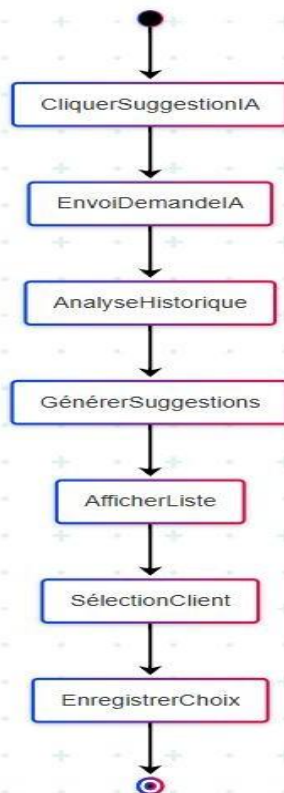 CliquerSuggestionIA
EnvoiDemandeIA
AnalyseHistorique
GénérerSuggestions
AfficherListe
SélectionClient
EnregistrerChoix